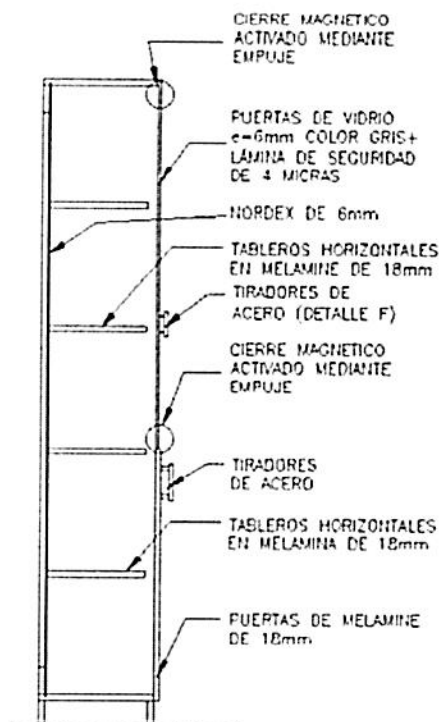 CIERRE MAGNETICO
ACTIVADO MEDIANTE
EMPUJE
PUERTAS DE VIDRIO
e=6mm COLOR GRIS+
LÁMINA DE SEGURIDAD
DE 4 MICRAS
NORDEX DE 6mm
TABLEROS HORIZONTALES
EN MELAMINE DE 18mm
TIRADORES DE
ACERO (DETALLE F)
CIERRE MAGNETICO
ACTIVADO MEDIANTE
EMPUJE
TIRADORES
DE ACERO
TABLEROS HORIZONTALES
EN MELAMINA DE 18mm
PUERTAS DE MELAMINE
DE 18mm